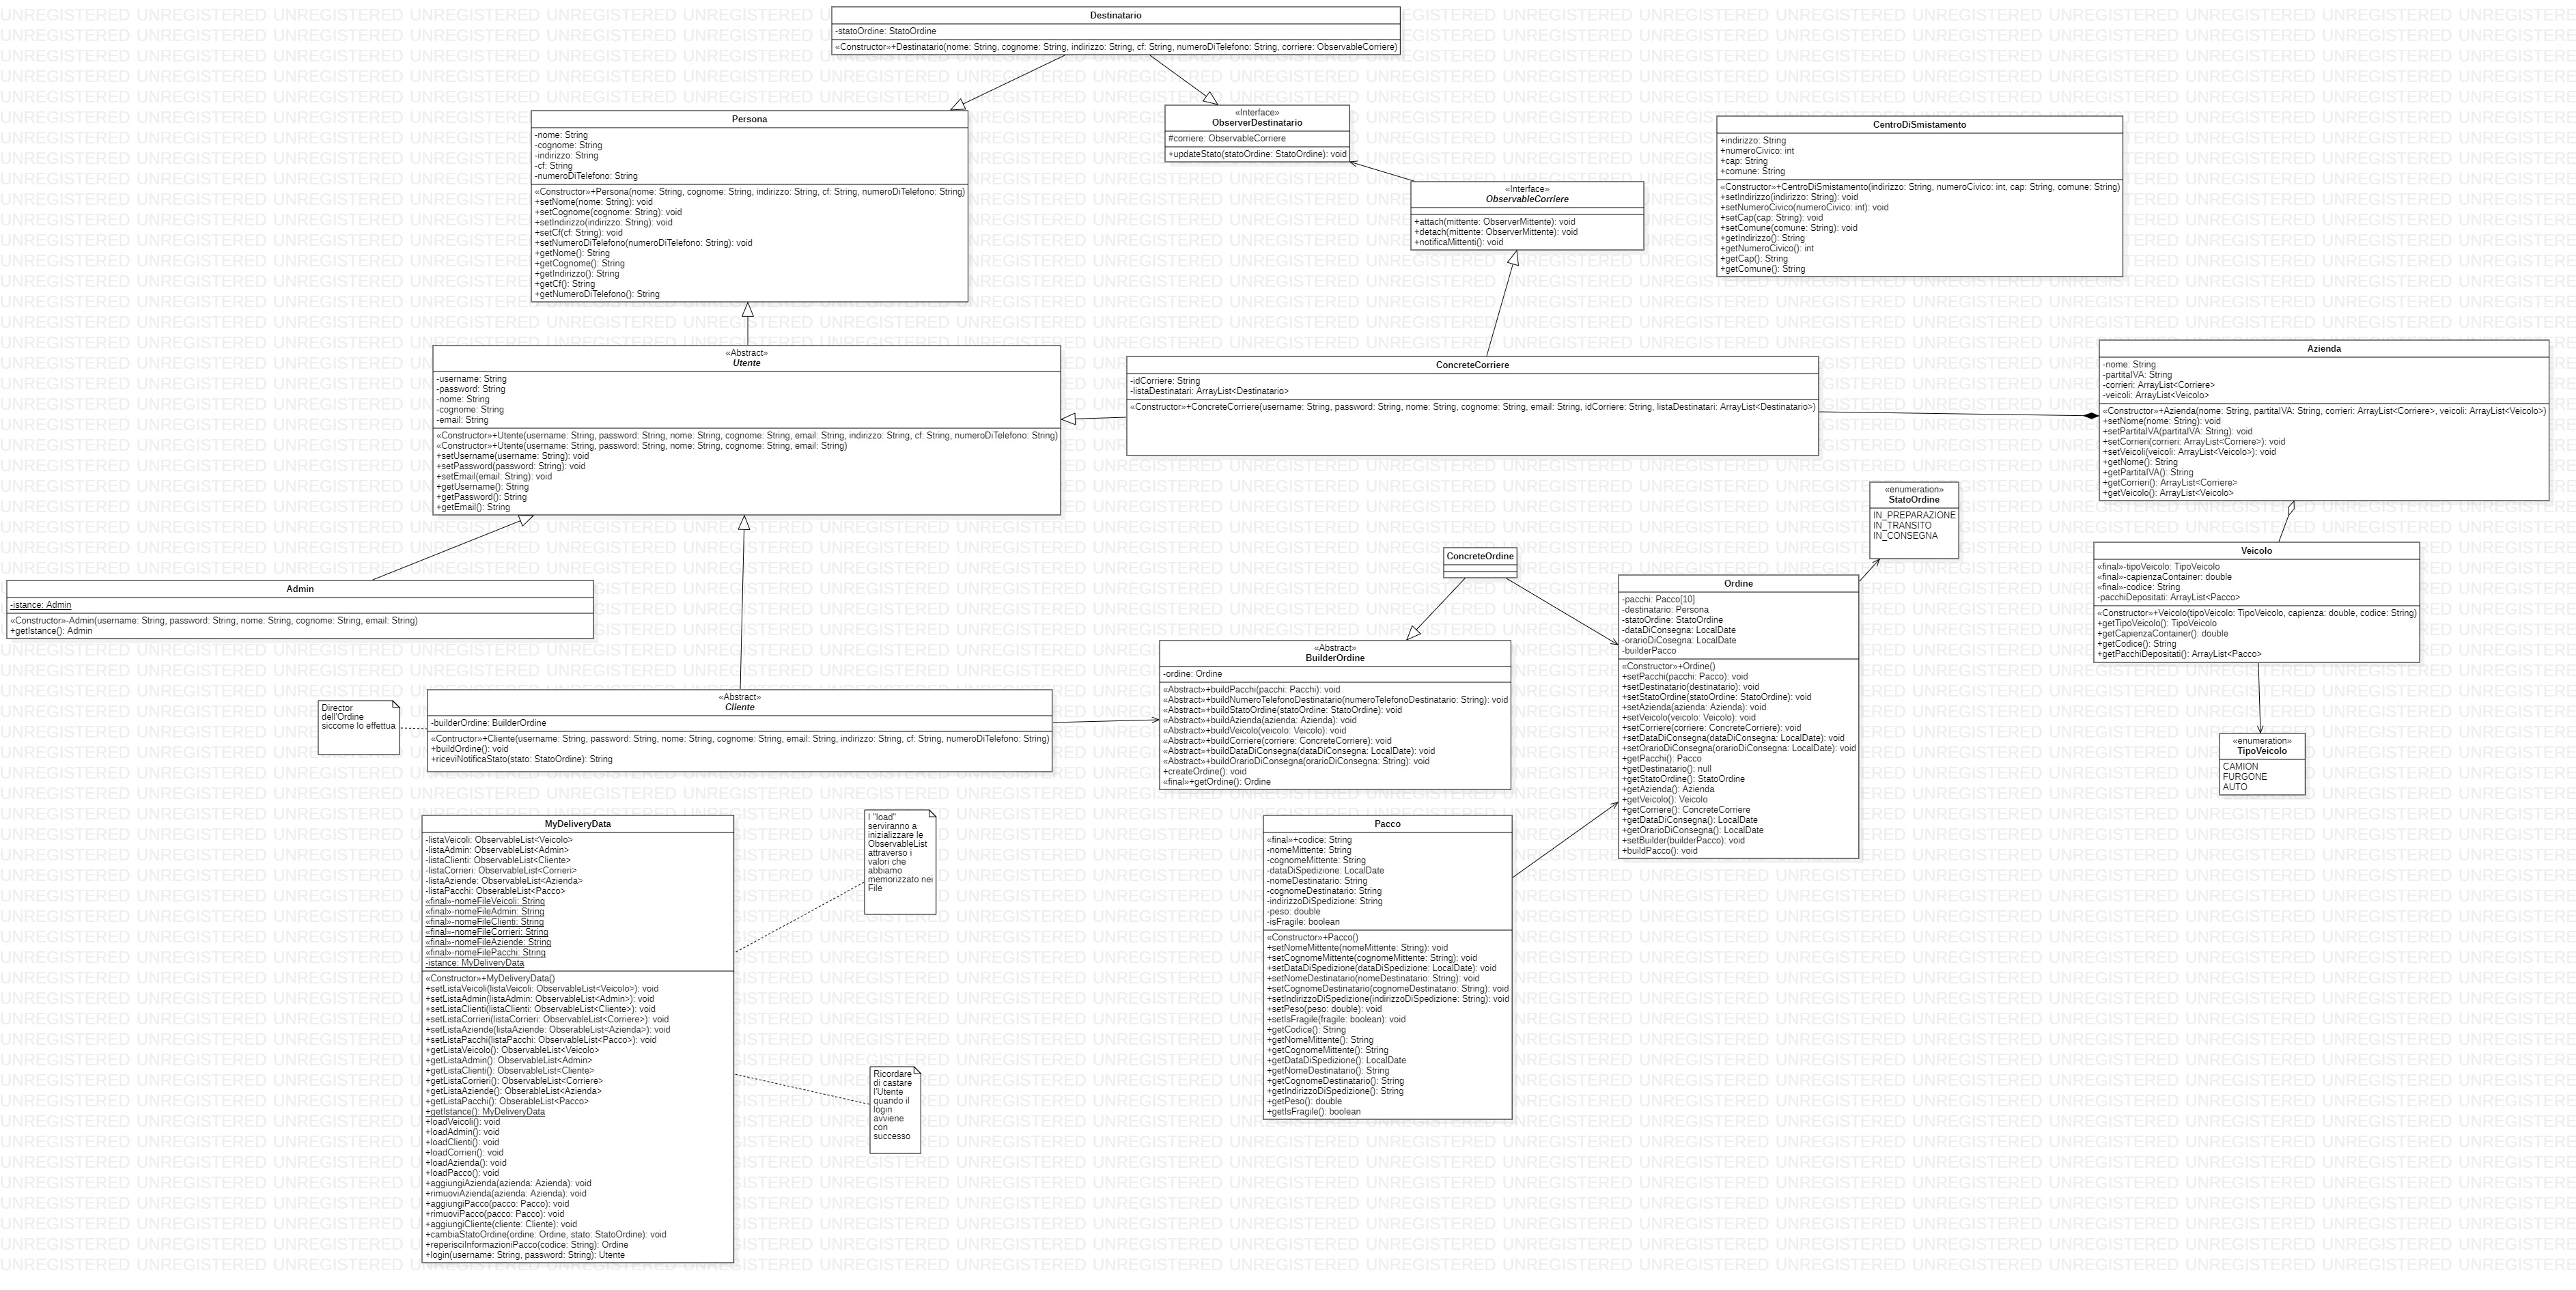 Destinatario
-statoOrdine: StatoOrdine
«Constructor»+Destinatario(nome: String, cognome: String, indirizzo: String, cf: String, numeroDiTelefono: String, corriere: ObservableCorriere)
Persona
-nome: String
-cognome: String
-indirizzo: String
-cf: String
-numeroDiTelefono: String
«Constructor»+Persona(nome: String, cognome: String, indirizzo: String, cf: String, numeroDiTelefono: String)
+setNome(nome: String): void
+setCognome(cognome: String): void
+setIndirizzo(indirizzo: String): void
+setCf(cf: String): void
+setNumeroDiTelefono(numeroDiTelefono: String): void
+getNome(): String
+getCognome(): String
+getIndirizzo(): String
+getCf(): String
+getNumeroDiTelefono(): String
«Interface»
ObserverDestinatario
#corriere: ObservableCorriere
+updateStato(statoOrdine: StatoOrdine): void
«Interface»
ObservableCorriere
+attach(mittente: ObserverMittente): void
+detach(mittente: ObserverMittente): void
+notificaMittenti(): void
CentroDiSmistamento
+indirizzo: String
+numeroCivico: int
+cap: String
+comune: String
«Constructor»+CentroDiSmistamento(indirizzo: String, numeroCivico: int, cap: String, comune: String)
+setIndirizzo(indirizzo: String): void
+setNumeroCivico(numeroCivico: int): void
+setCap(cap: String): void
+setComune(comune: String): void
+getIndirizzo(): String
+getNumeroCivico(): int
+getCap(): String
+getComune(): String
«Abstract»
Utente
-username: String
-password: String
-nome: String
-cognome: String
-email: String
«Constructor»+Utente(username: String, password: String, nome: String, cognome: String, email: String, indirizzo: String, cf: String, numeroDiTelefono: String)
«Constructor»+Utente(username: String, password: String, nome: String, cognome: String, email: String)
+setUsername(username: String): void
+setPassword(password: String): void
+setEmail(email: String): void
+getUsername(): String
+getPassword(): String
+getEmail(): String
ConcreteCorriere
-idCorriere: String
-listaDestinatari: ArrayList<Destinatario>
«Constructor»+ConcreteCorriere(username: String, password: String, nome: String, cognome: String, email: String, idCorriere: String, listaDestinatari: ArrayList<Destinatario>)
Azienda
-nome: String
-partitaIVA: String
-corrieri: ArrayList<Corriere>
-veicoli: ArrayList<Veicolo>
«Constructor»+Azienda(nome: String, partitaIVA: String, corrieri: ArrayList<Corriere>, veicoli: ArrayList<Veicolo>)
+setNome(nome: String): void
+setPartitaIVA(partitaIVA: String): void
+setCorrieri(corrieri: ArrayList<Corriere>): void
+setVeicoli(veicoli: ArrayList<Veicolo>): void
+getNome(): String
+getPartitaIVA(): String
+getCorrieri(): ArrayList<Corriere>
+getVeicolo(): ArrayList<Veicolo>
«enumeration»
StatoOrdine
IN_PREPARAZIONE
IN_TRANSITO
IN_CONSEGNA
Admin
-istance: Admin
«Constructor»-Admin(username: String, password: String, nome: String, cognome: String, email: String)
+getIstance(): Admin
ConcreteOrdine
Ordine
-pacchi: Pacco[10]
-destinatario: Persona
-statoOrdine: StatoOrdine
-dataDiConsegna: LocalDate
-orarioDiCosegna: LocalDate
-builderPacco
«Constructor»+Ordine()
+setPacchi(pacchi: Pacco): void
+setDestinatario(destinatario): void
+setStatoOrdine(statoOrdine: StatoOrdine): void
+setAzienda(azienda: Azienda): void
+setVeicolo(veicolo: Veicolo): void
+setCorriere(corriere: ConcreteCorriere): void
+setDataDiConsegna(dataDiConsegna: LocalDate): void
+setOrarioDiConsegna(orarioDiConsegna: LocalDate): void
+getPacchi(): Pacco
+getDestinatario(): null
+getStatoOrdine(): StatoOrdine
+getAzienda(): Azienda
+getVeicolo(): Veicolo
+getCorriere(): ConcreteCorriere
+getDataDiConsegna(): LocalDate
+getOrarioDiConsegna(): LocalDate
+setBuilder(builderPacco): void
+buildPacco(): void
Veicolo
«final»-tipoVeicolo: TipoVeicolo
«final»-capienzaContainer: double
«final»-codice: String
-pacchiDepositati: ArrayList<Pacco>
«Constructor»+Veicolo(tipoVeicolo: TipoVeicolo, capienza: double, codice: String)
+getTipoVeicolo(): TipoVeicolo
+getCapienzaContainer(): double
+getCodice(): String
+getPacchiDepositati(): ArrayList<Pacco>
«enumeration»
TipoVeicolo
CAMION
FURGONE
AUTO
«Abstract»
BuilderOrdine
-ordine: Ordine
«Abstract»+buildPacchi(pacchi: Pacchi): void
«Abstract»+buildNumeroTelefonoDestinatario(numeroTelefonoDestinatario: String): void
«Abstract»+buildStatoOrdine(statoOrdine: StatoOrdine): void
«Abstract»+buildAzienda(azienda: Azienda): void
«Abstract»+buildVeicolo(veicolo: Veicolo): void
«Abstract»+buildCorriere(corriere: ConcreteCorriere): void
«Abstract»+buildDataDiConsegna(dataDiConsegna: LocalDate): void
«Abstract»+buildOrarioDiConsegna(orarioDiConsegna: String): void
+createOrdine(): void
«final»+getOrdine(): Ordine
Director
dell'Ordine
siccome lo effettua
«Abstract»
Cliente
-builderOrdine: BuilderOrdine
«Contructor»+Cliente(username: String, password: String, nome: String, cognome: String, email: String, indirizzo: String, cf: String, numeroDiTelefono: String)
+buildOrdine(): void
+riceviNotificaStato(stato: StatoOrdine): String
MyDeliveryData
-listaVeicoli: ObservableList<Veicolo>
-listaAdmin: ObservableList<Admin>
-listaClienti: ObservableList<Cliente>
-listaCorrieri: ObservableList<Corrieri>
-listaAziende: ObservableList<Azienda>
-listaPacchi: ObserableList<Pacco>
«final»-nomeFileVeicoli: String
«final»-nomeFileAdmin: String
«final»-nomeFileClienti: String
«final»-nomeFileCorrieri: String
«final»-nomeFileAziende: String
«final»-nomeFilePacchi: String
-istance: MyDeliveryData
«Constructor»+MyDeliveryData()
+setListaVeicoli(listaVeicoli: ObservableList<Veicolo>): void
+setListaAdmin(listaAdmin: ObservableList<Admin>): void
+setListaClienti(listaClienti: ObservableList<Cliente>): void
+setListaCorrieri(listaCorrieri: ObservableList<Corriere>): void
+setListaAziende(listaAziende: ObserableList<Azienda>): void
+setListaPacchi(listaPacchi: ObservableList<Pacco>): void
+getListaVeicolo(): ObservableList<Veicolo>
+getListaAdmin(): ObservableList<Admin>
+getListaClienti(): ObservableList<Cliente>
+getListaCorrieri(): ObservableList<Corriere>
+getListaAziende(): ObserableList<Azienda>
+getListaPacchi(): ObserableList<Pacco>
+getIstance(): MyDeliveryData
+loadVeicoli(): void
+loadAdmin(): void
+loadClienti(): void
+loadCorrieri(): void
+loadAzienda(): void
+loadPacco(): void
+aggiungiAzienda(azienda: Azienda): void
+rimuoviAzienda(azienda: Azienda): void
+aggiungiPacco(pacco: Pacco): void
+rimuoviPacco(pacco: Pacco): void
+aggiungiCliente(cliente: Cliente): void
+cambiaStatoOrdine(ordine: Ordine, stato: StatoOrdine): void
+reperisciInformazioniPacco(codice: String): Ordine
+login(username: String, password: String): Utente
I "load"
serviranno a
inizializzare le
ObservableList
attraverso i
valori che
abbiamo
memorizzato nei
File
Ricordare
di castare
l'Utente
quando il
login
avviene
con
successo
Pacco
«final»+codice: String
-nomeMittente: String
-cognomeMittente: String
-dataDiSpedizione: LocalDate
-nomeDestinatario: String
-cognomeDestinatario: String
-indirizzoDiSpedizione: String
-peso: double
-isFragile: boolean
«Constructor»+Pacco()
+setNomeMittente(nomeMittente: String): void
+setCognomeMittente(cognomeMittente: String): void
+setDataDiSpedizione(dataDiSpedizione: LocalDate): void
+setNomeDestinatario(nomeDestinatario: String): void
+setCognomeDestinatario(cognomeDestinatario: String): void
+setIndirizzoDiSpedizione(indirizzoDiSpedizione: String): void
+setPeso(peso: double): void
+setIsFragile(fragile: boolean): void
+getCodice(): String
+getNomeMittente(): String
+getCognomeMittente(): String
+getDataDiSpedizione(): LocalDate
+getNomeDestinatario(): String
+getCognomeDestinatario(): String
+getIndirizzoDiSpedizione(): String
+getPeso(): double
+getIsFragile(): boolean